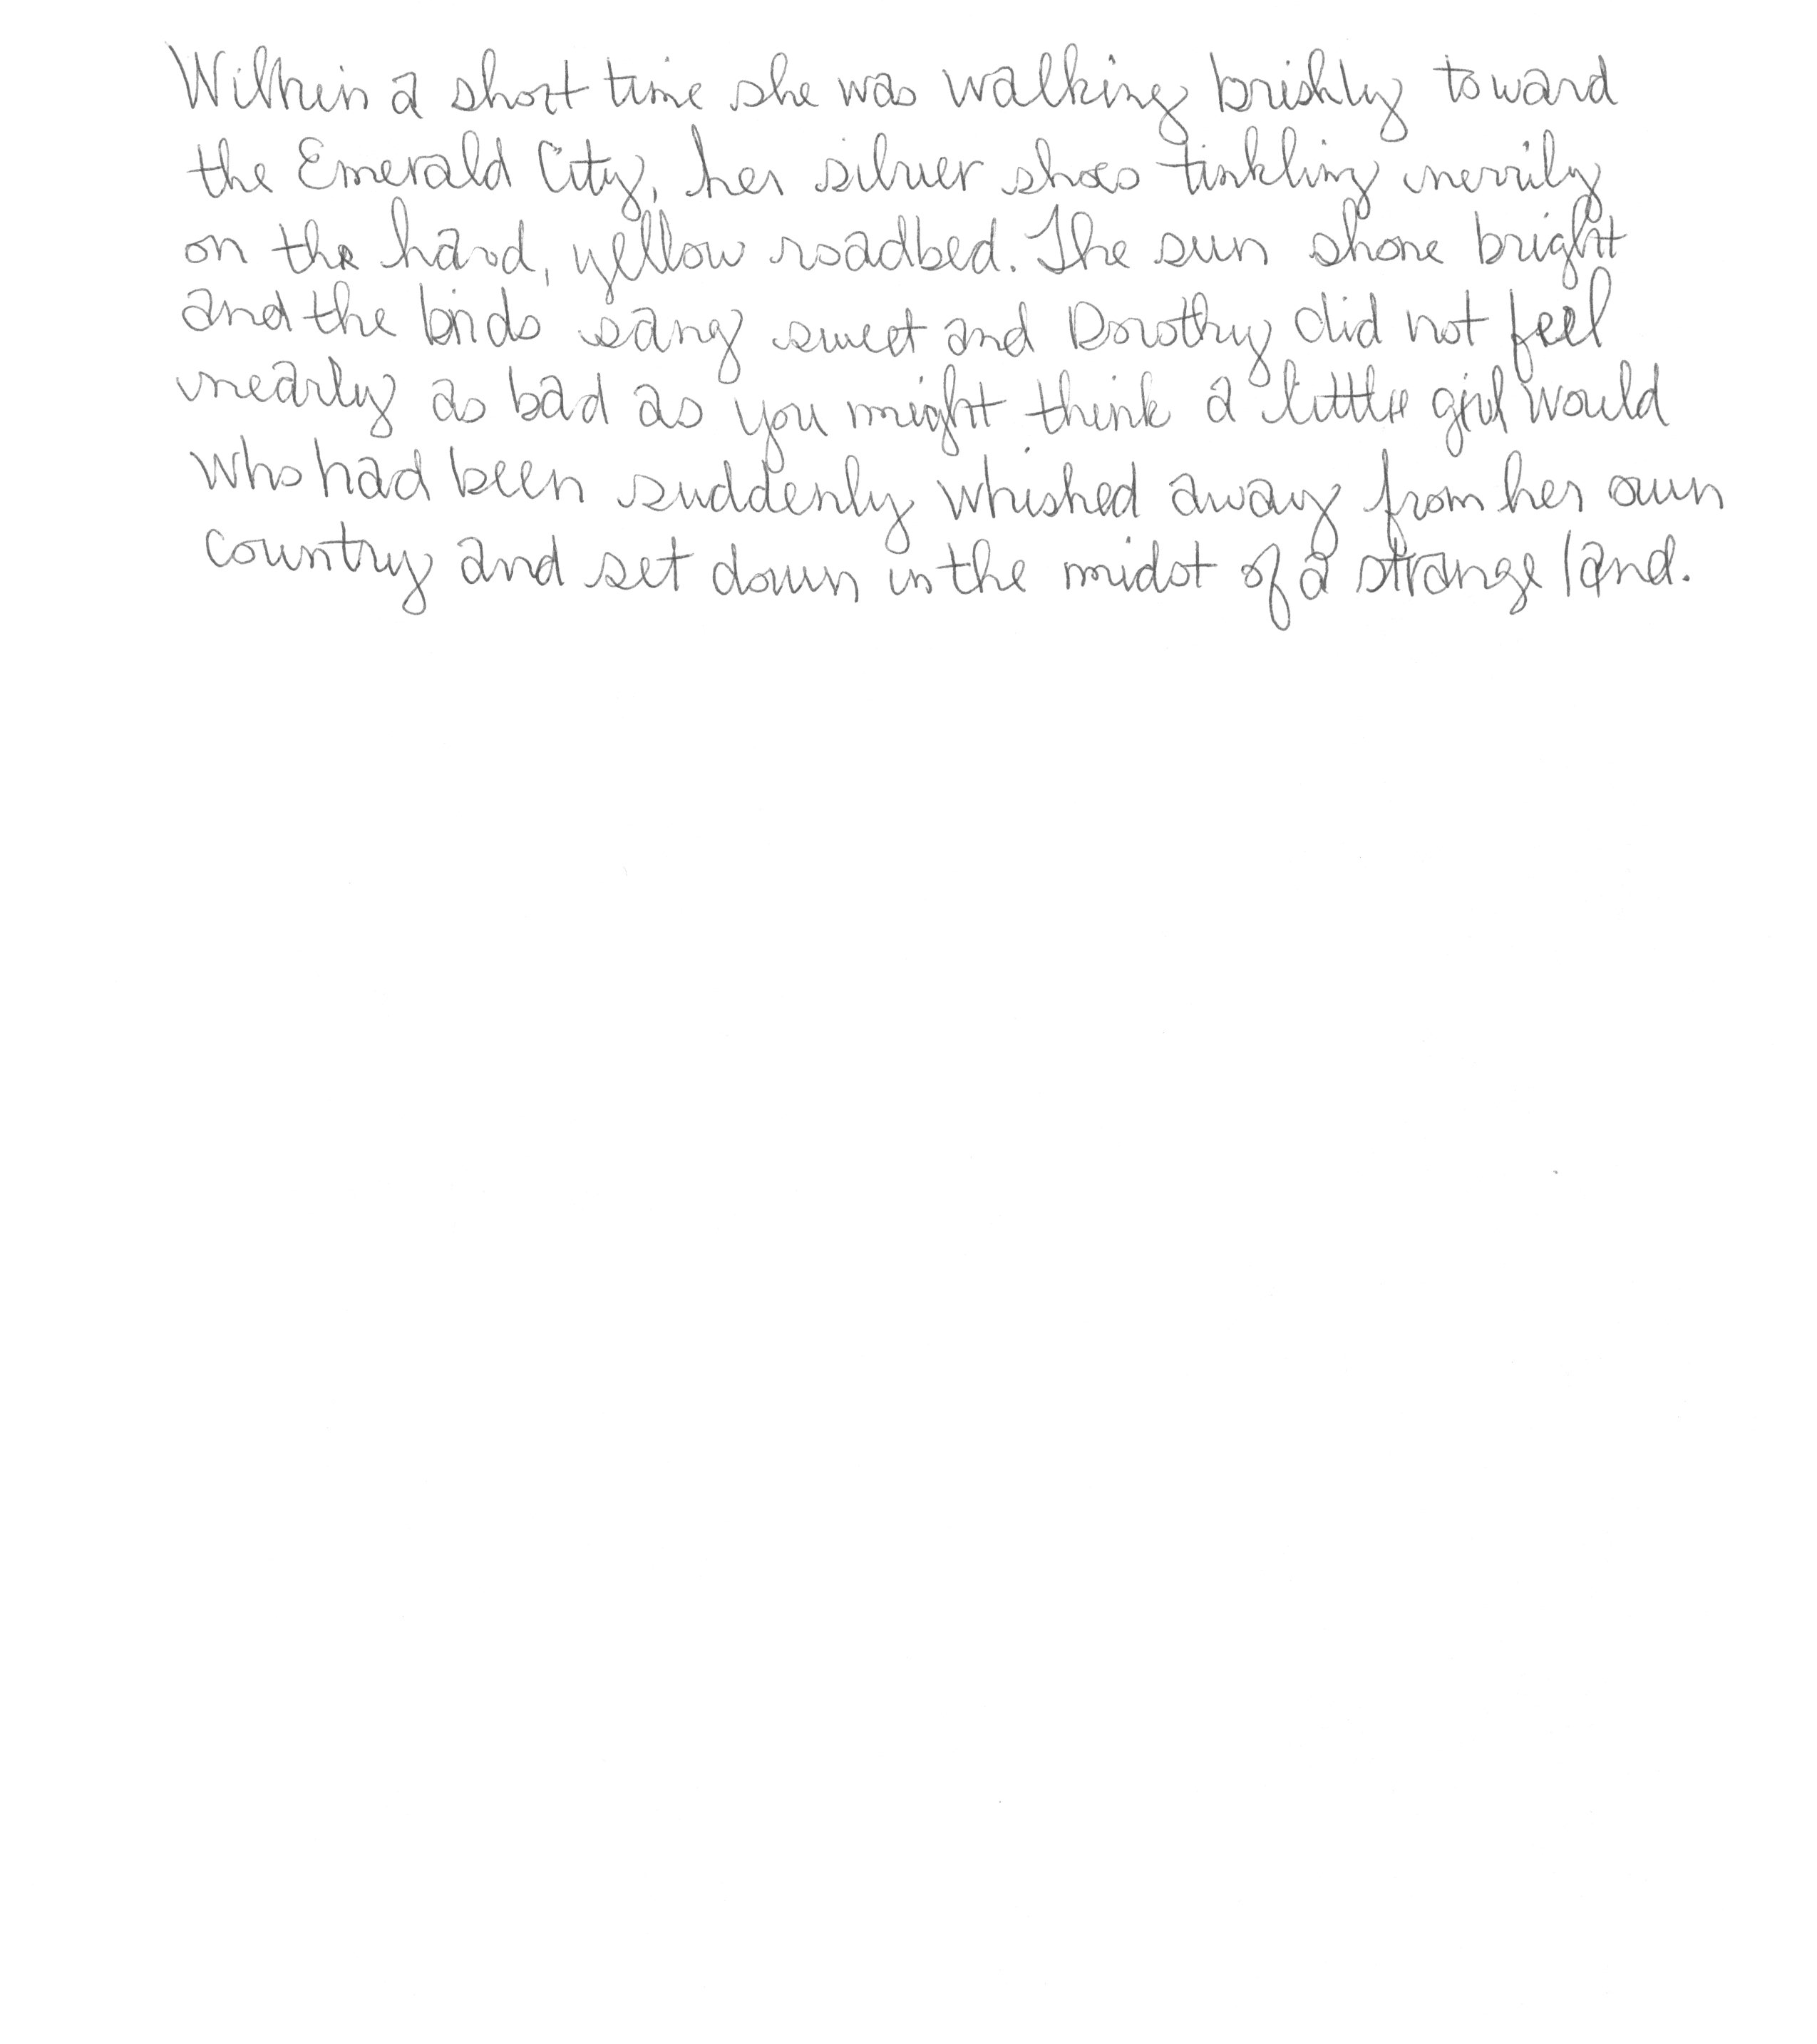 Within a short time she was walking briskly toward
the Emerald City, her silver shoes tinkling merrily
on the hard, yellow roadbed. The sun shone bright
and the birds sang sweet and Dorothy did not feel
nearly as bad as you might think a little girl would
who had been suddenly whished away from her own
country and set down in the midst of a strange land.